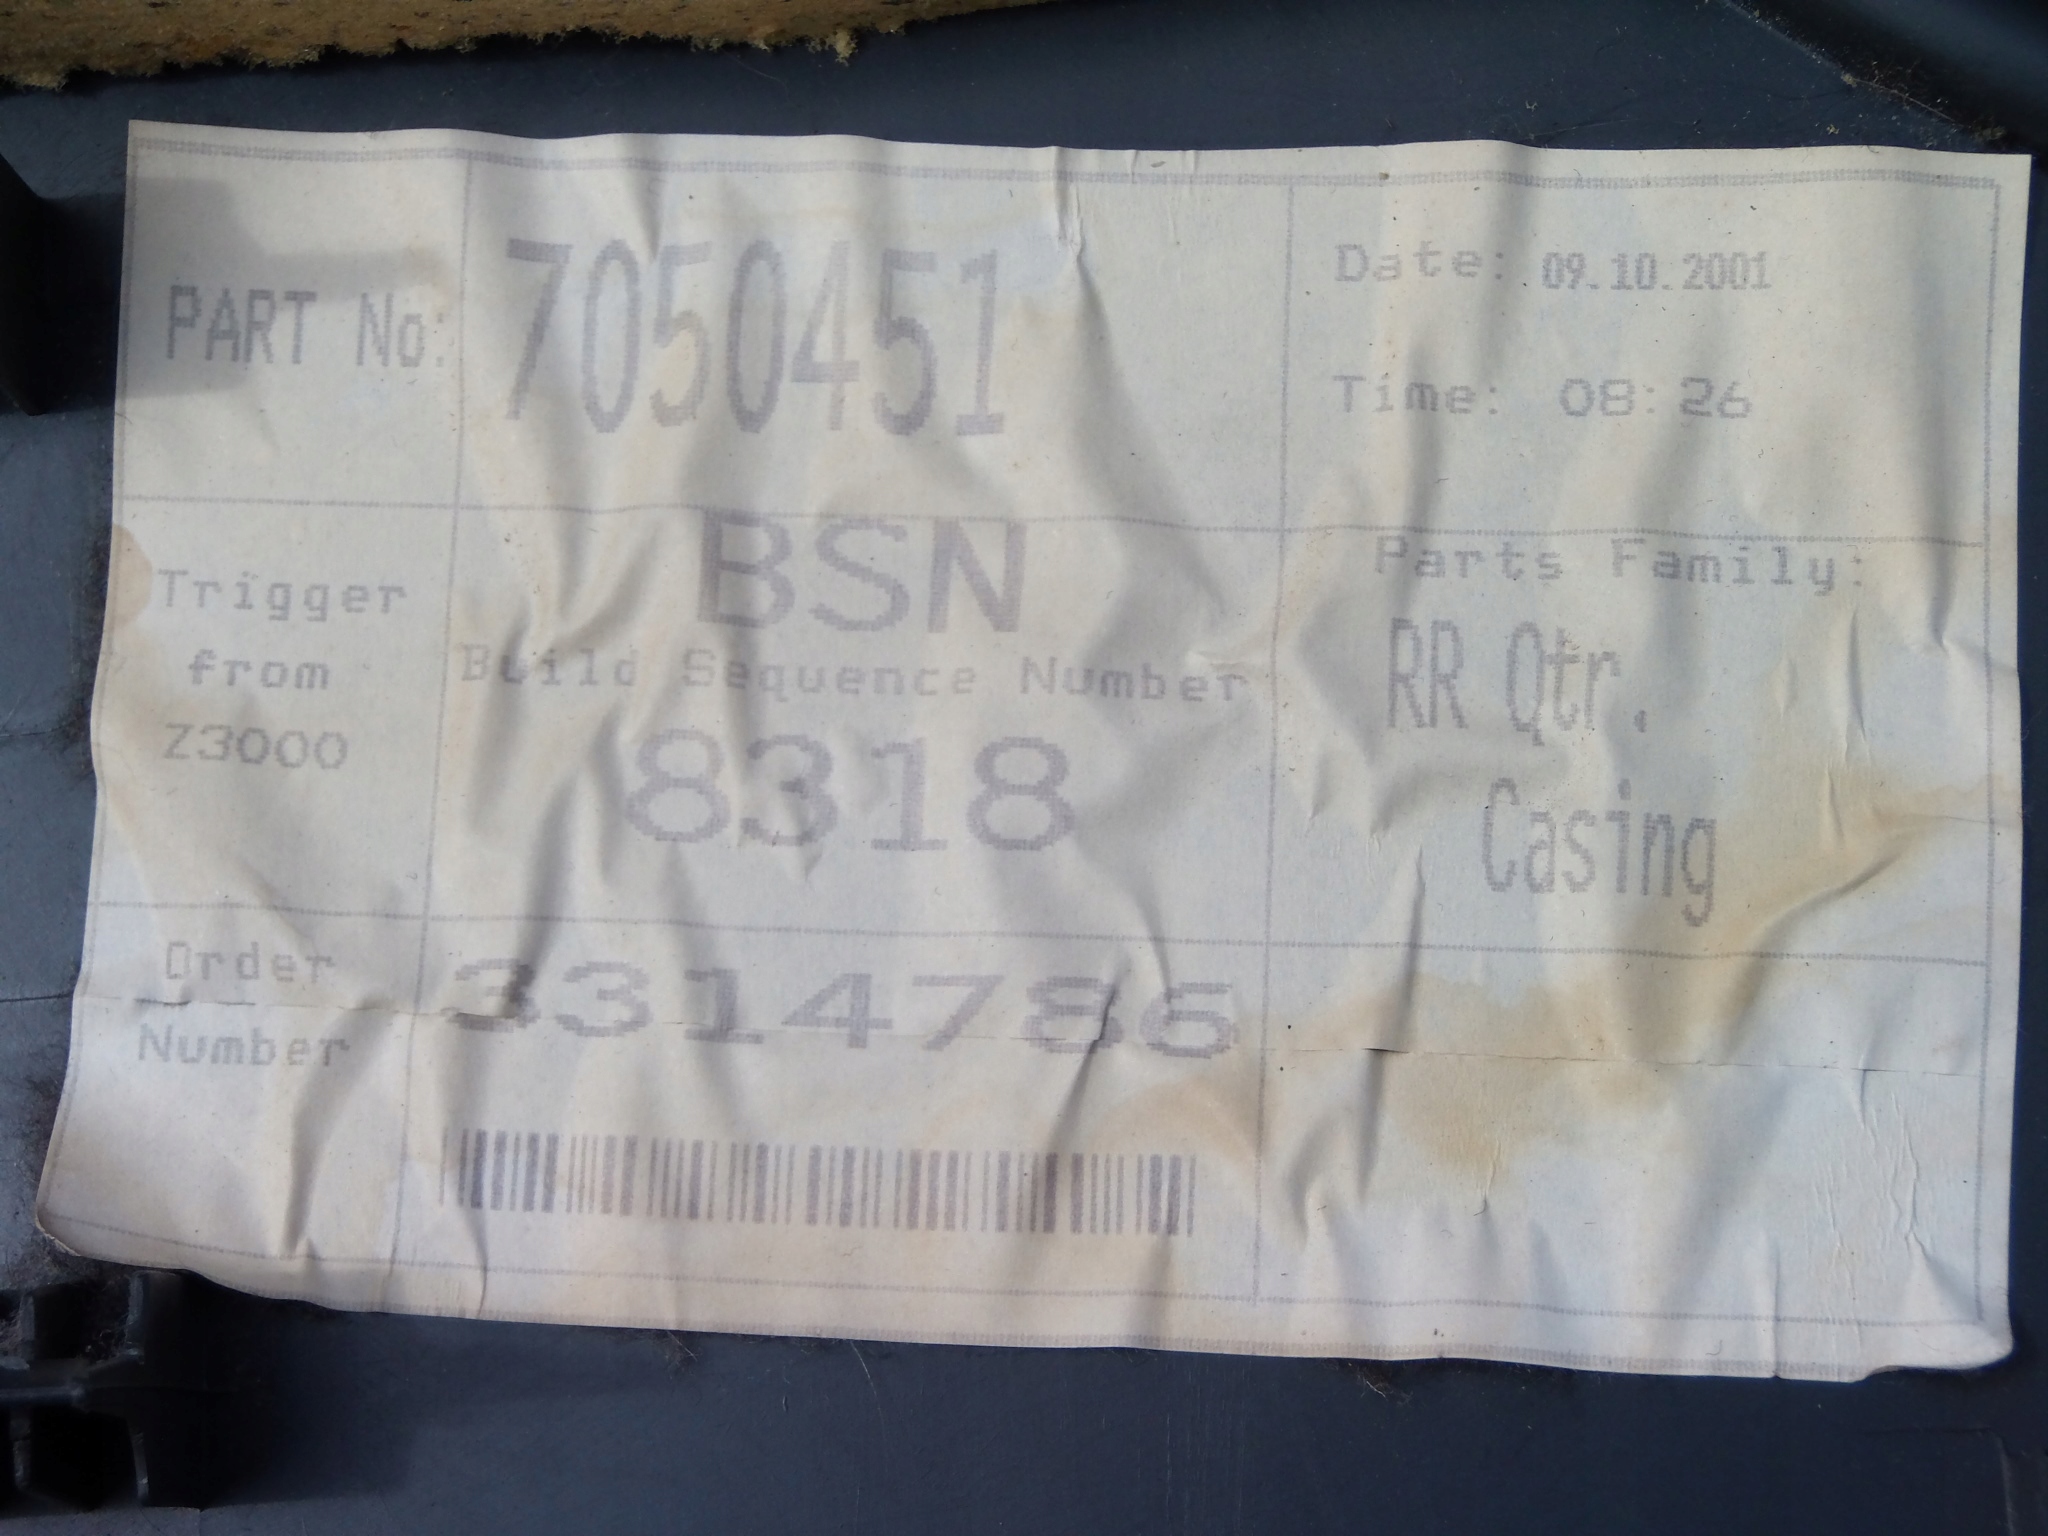 PART No: 7050451
Date: 09.10.2001
Time: 08:26
Trigger
from
Z3000
BSN
Build Sequence Number
8318
Parts Family:
RR Qtr.
Casing
Order
Number
3314786